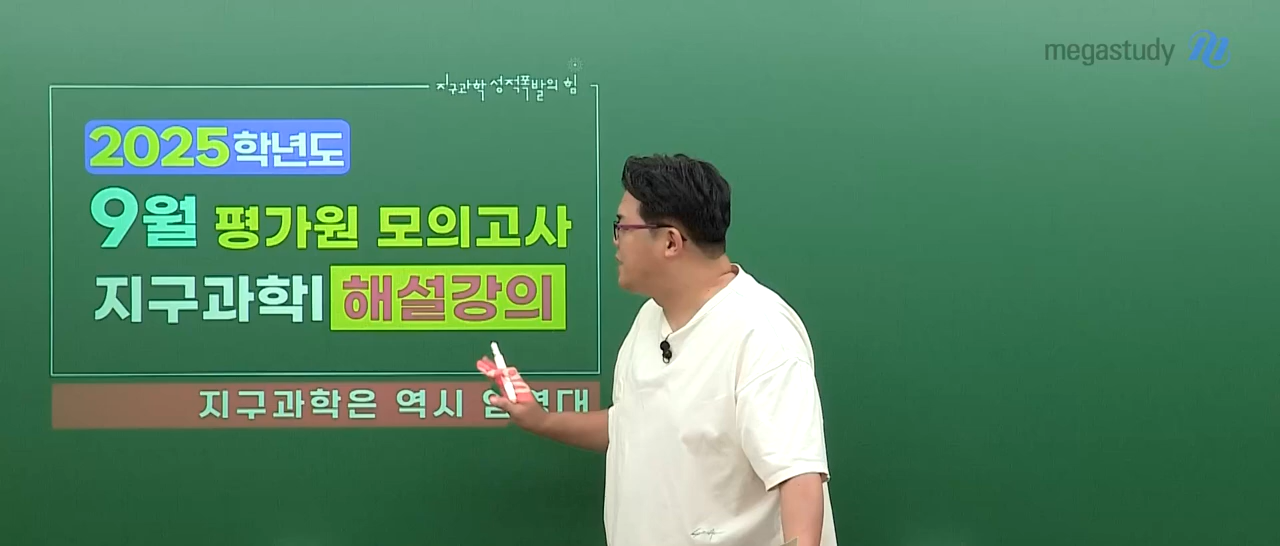 megastudy
지구과학 성적폭발의 힘
2025학년도
9월 평가원 모의고사
지구과학I 해설강의
지구과학은 역시